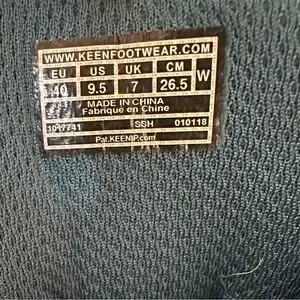 WWW.KEENFOOTWEAR.COM
EU US UK CM W
40 9.5 7 26.5
MADE IN CHINA
Fabriqué en Chine
1017741 SSH 010118
Pat.KEENIP.COM